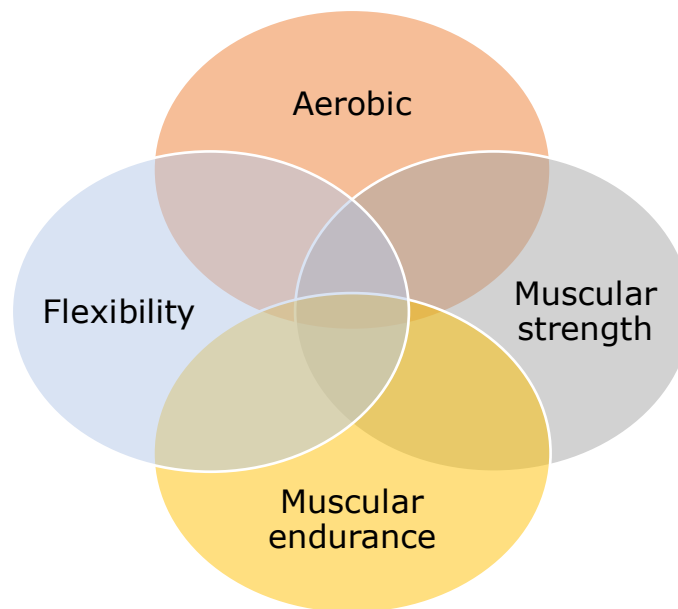 Aerobic
Flexibility
Muscular
strength
Muscular
endurance